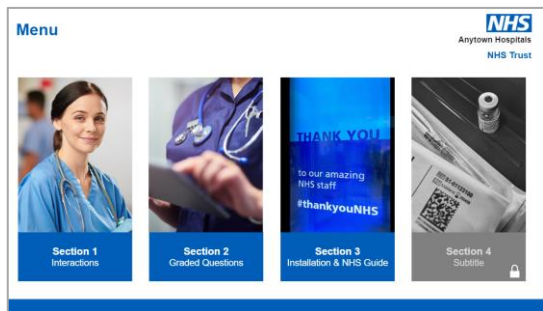 Menu
NHS
Anytown Hospitals
NHS Trust
THANK YOU
to our amazing
NHS staff
#thankyouNHS
Section 1
Interactions
Section 2
Graded Questions
Section 3
Installation & NHS Guide
Section 4
Subtitle